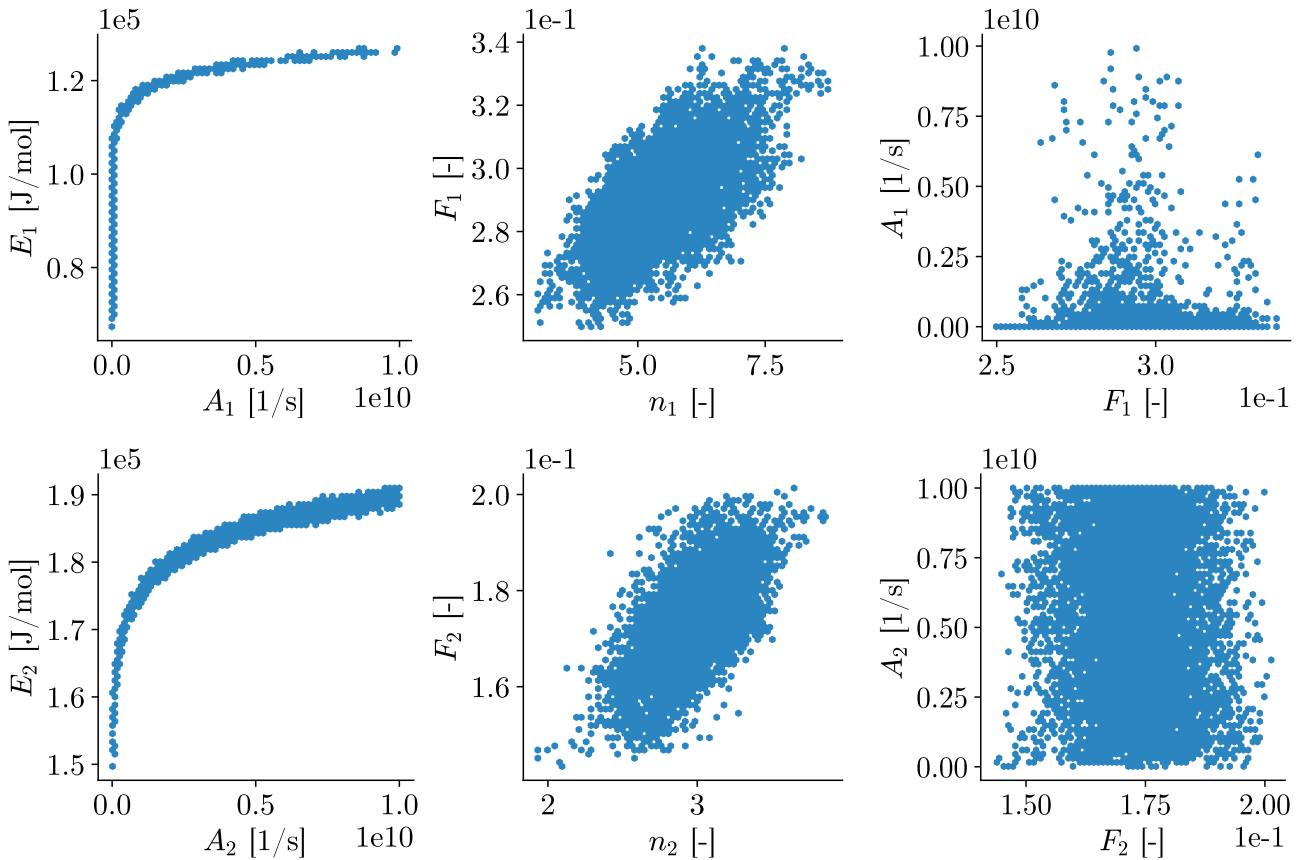 1e5
E₁ [J/mol]
1.2
1.0
0.8
0.0 0.5 1.0
A₁ [1/s] 1e10
1e-1
F₁ [-]
3.4
3.2
3.0
2.8
2.6
5.0 7.5
n₁ [-]
1e10
A₁ [1/s]
1.00
0.75
0.50
0.25
0.00
2.5 3.0
F₁ [-] 1e-1
1e5
E₂ [J/mol]
1.9
1.8
1.7
1.6
1.5
0.0 0.5 1.0
A₂ [1/s] 1e10
1e-1
F₂ [-]
2.0
1.8
1.6
2 3
n₂ [-]
1e10
A₂ [1/s]
1.00
0.75
0.50
0.25
0.00
1.50 1.75 2.00
F₂ [-] 1e-1